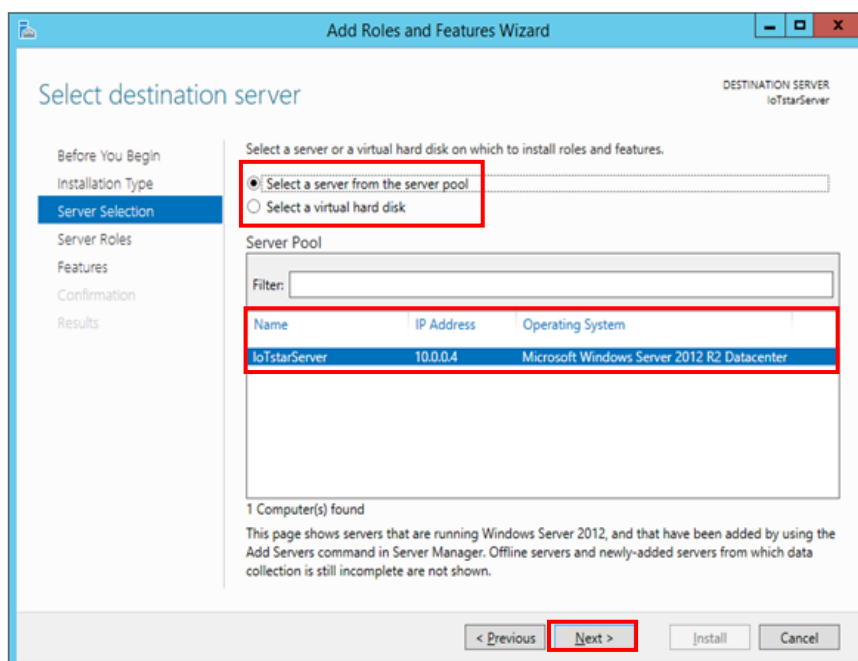 Add Roles and Features Wizard
Select destination server
DESTINATION SERVER
IoTstarServer
Before You Begin
Installation Type
Server Selection
Server Roles
Features
Confirmation
Results
Select a server or a virtual hard disk on which to install roles and features.
Select a server from the server pool
Select a virtual hard disk
Server Pool
Filter:
Name IP Address Operating System
IoTstarServer 10.0.0.4 Microsoft Windows Server 2012 R2 Datacenter
1 Computer(s) found
This page shows servers that are running Windows Server 2012, and that have been added by using the
Add Servers command in Server Manager. Offline servers and newly-added servers from which data
collection is still incomplete are not shown.
< Previous Next > Install Cancel